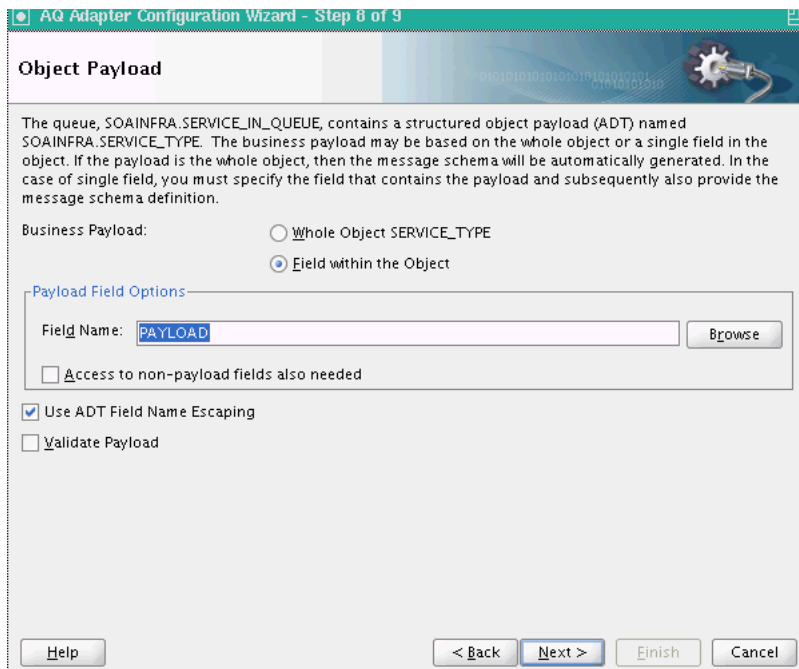 AQ Adapter Configuration Wizard - Step 8 of 9
Object Payload
The queue, SOAINFRA.SERVICE_IN_QUEUE, contains a structured object payload (ADT) named
SOAINFRA.SERVICE_TYPE. The business payload may be based on the whole object or a single field in the
object. If the payload is the whole object, then the message schema will be automatically generated. In the
case of single field, you must specify the field that contains the payload and subsequently also provide the
message schema definition.
Business Payload:
Whole Object SERVICE_TYPE
Field within the Object
Payload Field Options
Field Name: PAYLOAD Browse
Access to non-payload fields also needed
Use ADT Field Name Escaping
Validate Payload
Help < Back Next > Finish Cancel